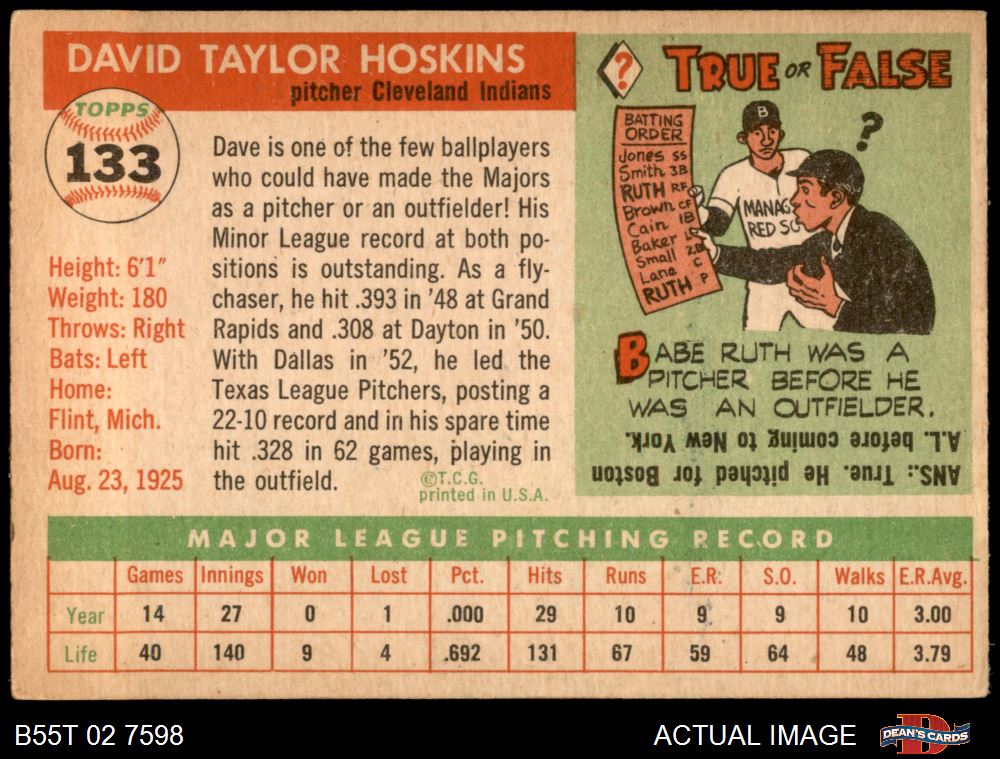 DAVID TAYLOR HOSKINS
pitcher Cleveland Indians
TOPPS
133
Height: 6'1"
Weight: 180
Throws: Right
Bats: Left
Home:
Flint, Mich.
Born:
Aug. 23, 1925
Dave is one of the few ballplayers
who could have made the Majors
as a pitcher or an outfielder! His
Minor League record at both po-
sitions is outstanding. As a fly-
chaser, he hit .393 in '48 at Grand
Rapids and .308 at Dayton in '50.
With Dallas in '52, he led the
Texas League Pitchers, posting a
22-10 record and in his spare time
hit .328 in 62 games, playing in
the outfield.
©T.C.G.
printed in U.S.A.
? TRUE OR FALSE
BATTING
ORDER
Jones SS
Smith 3B
RUTH R.F.
Brown CF
Cain 1B
Baker
Small 2B
Lane C
RUTH P
B
?
MANAG
RED SO
BABE RUTH WAS A
PITCHER BEFORE HE
WAS AN OUTFIELDER.
ANS.: True. He pitched for Boston
A.L. before coming to New York.
MAJOR LEAGUE PITCHING RECORD
Games Innings Won Lost Pct. Hits Runs E.R. S.O. Walks E.R.Avg.
Year 14 27 0 1 .000 29 10 9 9 10 3.00
Life 40 140 9 4 .692 131 67 59 64 48 3.79
B55T 02 7598
ACTUAL IMAGE
D
DEAN'S CARDS